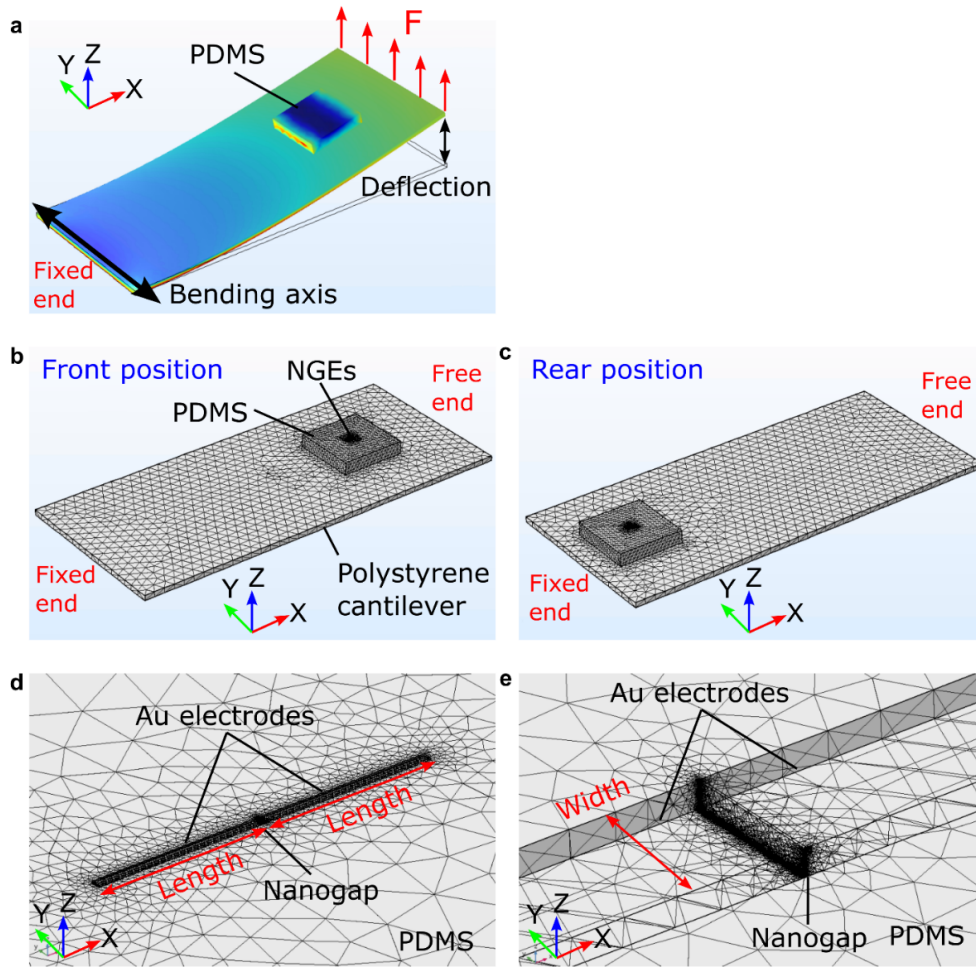 a
F
PDMS
Z
Y
X
Deflection
Fixed
end
Bending axis
b
Front position
NGEs
Free
end
PDMS
Fixed
end
Z
Y
X
Polystyrene
cantilever
c
Rear position
Free
end
Fixed
end
Z
Y
X
d
Au electrodes
Length
Length
Nanogap
Z
Y
X
PDMS
e
Au electrodes
Width
Z
Y
X
Nanogap
PDMS